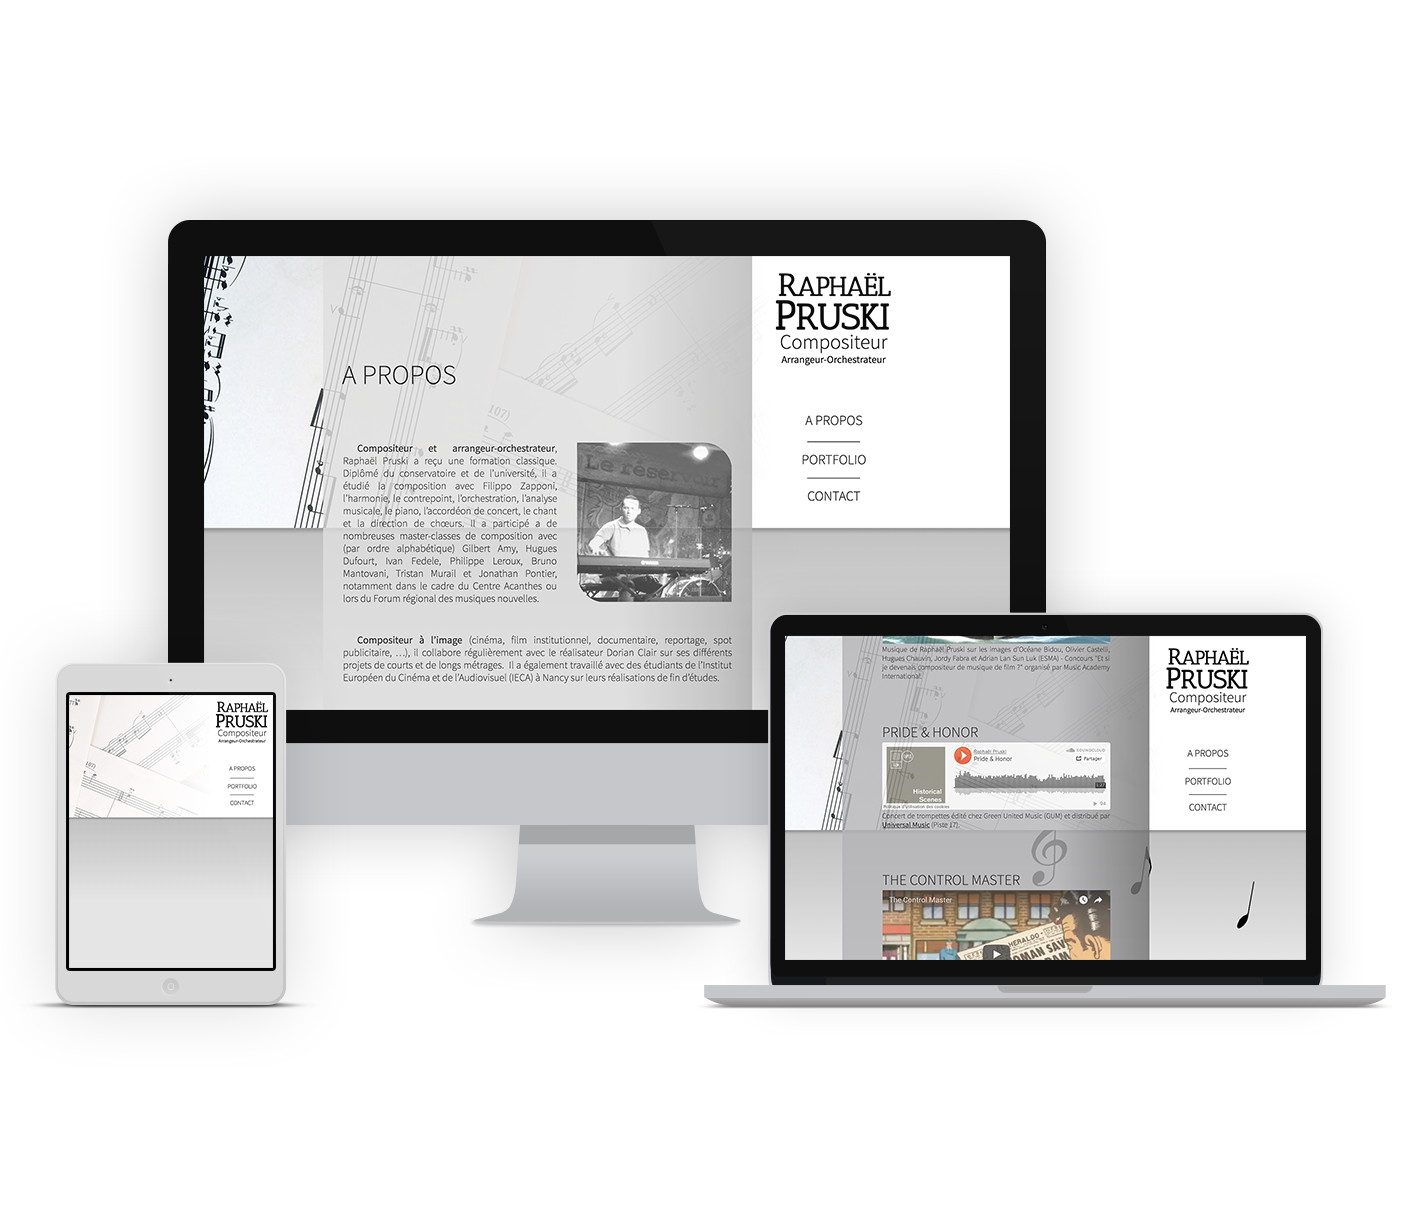 A PROPOS
Compositeur et arrangeur-orchestrateur,
Raphaël Pruski a reçu une formation classique.
Diplômé du conservatoire et de l'université, il a
étudié la composition avec Filippo Zapponi,
l'harmonie, le contrepoint, l'orchestration, l'analyse
musicale, le piano, l'accordéon de concert, le chant
et la direction de chœurs. Il a participé a de
nombreuses master-classes de composition avec
(par ordre alphabétique) Gilbert Amy, Hugues
Dufourt, Ivan Fedele, Philippe Leroux, Bruno
Mantovani, Tristan Murail et Jonathan Pontier,
notamment dans le cadre du Centre Acanthes ou
lors du Forum régional des musiques nouvelles.
Le réservoir
107)
Compositeur à l'image (cinéma, film institutionnel, documentaire, reportage, spot
publicitaire, …), il collabore régulièrement avec le réalisateur Dorian Clair sur ses différents
projets de courts et de longs métrages. Il a également travaillé avec des étudiants de l'Institut
Européen du Cinéma et de l'Audiovisuel (IECA) à Nancy sur leurs réalisations de fin d'études.
RAPHAËL
PRUSKI
Compositeur
Arrangeur-Orchestrateur
A PROPOS
PORTFOLIO
CONTACT
107)
RAPHAËL
PRUSKI
Compositeur
Arrangeur-Orchestrateur
A PROPOS
PORTFOLIO
CONTACT
Musique de Raphaël Pruski sur les images d'Océane Bidou, Olivier Castelli,
Hugues Chauvin, Jordy Fabra et Adrian Lan Sun Luk (ESMA) - Concours "Et si
je devenais compositeur de musique de film ?" organisé par Music Academy
International:
PRIDE & HONOR
Raphaël Pruski
Pride & Honor
SOUNDCLOUD
Partager
Historical
Scenes
Politique d'utilisation des cookies
94
Concert de trompettes édité chez Green United Music (GUM) et distribué par
Universal Music (Piste 17).
THE CONTROL MASTER
The Control Master
HERALD
OMAN SAV
RAPHAËL
PRUSKI
Compositeur
Arrangeur-Orchestrateur
A PROPOS
PORTFOLIO
CONTACT